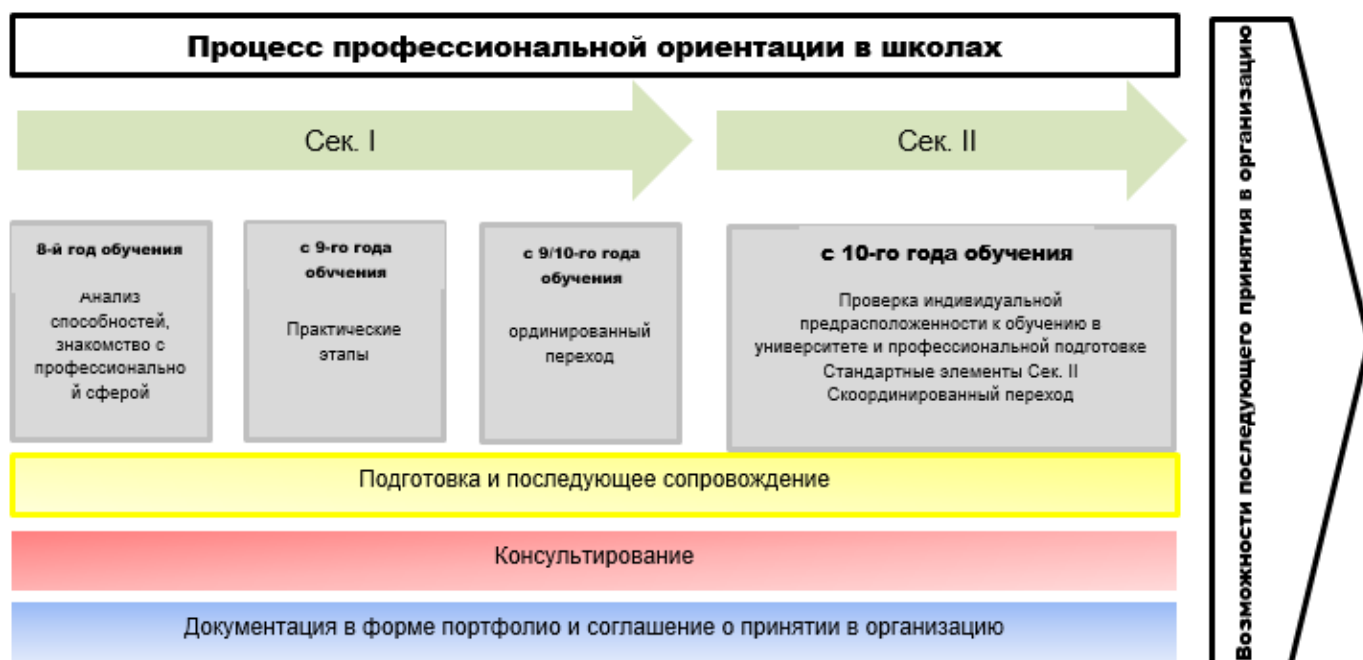 Процесс профессиональной ориентации в школах
Сек. I
Сек. II
8-й год обучения
Анализ
способностей,
знакомство с
профессионально
й сферой
с 9-го года
обучения
Практические
этапы
с 9/10-го года
обучения
ординированный
переход
с 10-го года обучения
Проверка индивидуальной
предрасположенности к обучению в
университете и профессиональной подготовке
Стандартные элементы Сек. II
Скоординированный переход
Подготовка и последующее сопровождение
Консультирование
Документация в форме портфолио и соглашение о принятии в организацию
Возможности последующего принятия в организацию